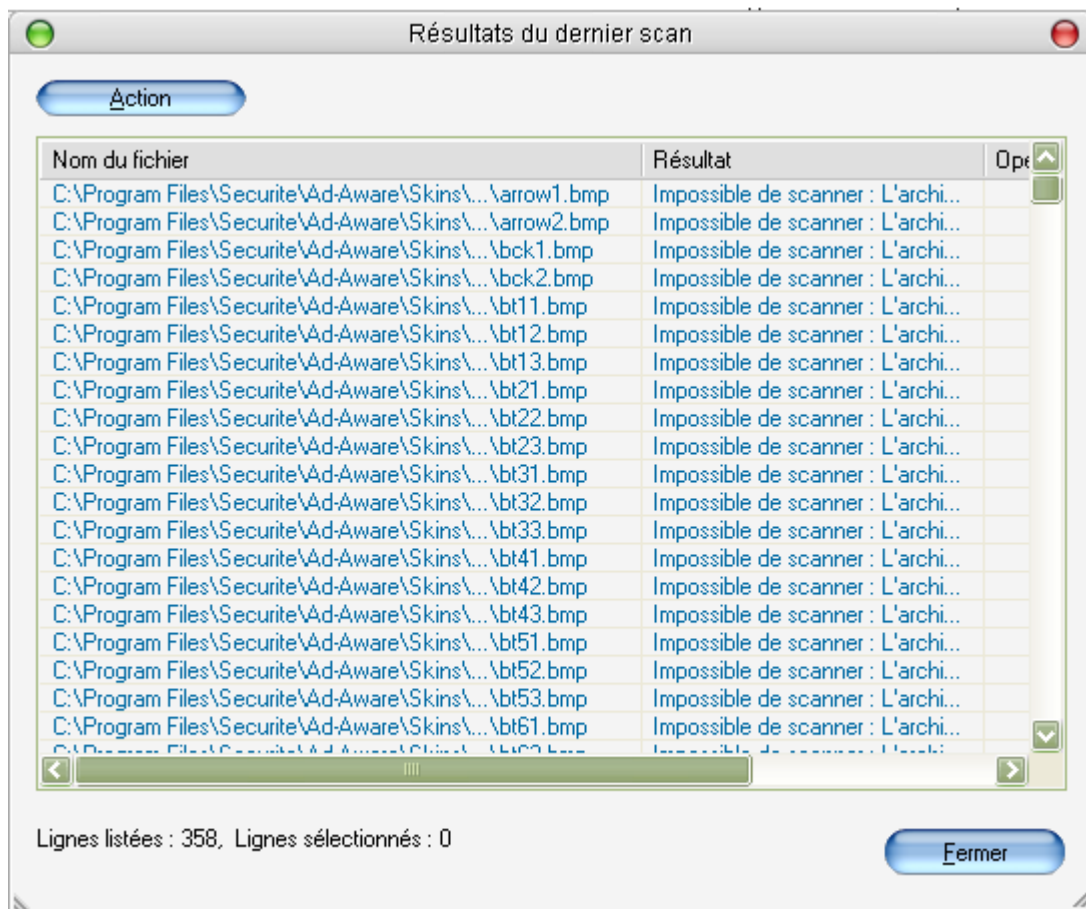 Résultats du dernier scan
Action
Nom du fichier Résultat Ope
C:\Program Files\Securite\Ad-Aware\Skins\...\arrow1.bmp Impossible de scanner : L'archi...
C:\Program Files\Securite\Ad-Aware\Skins\...\arrow2.bmp Impossible de scanner : L'archi...
C:\Program Files\Securite\Ad-Aware\Skins\...\bck1.bmp Impossible de scanner : L'archi...
C:\Program Files\Securite\Ad-Aware\Skins\...\bck2.bmp Impossible de scanner : L'archi...
C:\Program Files\Securite\Ad-Aware\Skins\...\bt11.bmp Impossible de scanner : L'archi...
C:\Program Files\Securite\Ad-Aware\Skins\...\bt12.bmp Impossible de scanner : L'archi...
C:\Program Files\Securite\Ad-Aware\Skins\...\bt13.bmp Impossible de scanner : L'archi...
C:\Program Files\Securite\Ad-Aware\Skins\...\bt21.bmp Impossible de scanner : L'archi...
C:\Program Files\Securite\Ad-Aware\Skins\...\bt22.bmp Impossible de scanner : L'archi...
C:\Program Files\Securite\Ad-Aware\Skins\...\bt23.bmp Impossible de scanner : L'archi...
C:\Program Files\Securite\Ad-Aware\Skins\...\bt31.bmp Impossible de scanner : L'archi...
C:\Program Files\Securite\Ad-Aware\Skins\...\bt32.bmp Impossible de scanner : L'archi...
C:\Program Files\Securite\Ad-Aware\Skins\...\bt33.bmp Impossible de scanner : L'archi...
C:\Program Files\Securite\Ad-Aware\Skins\...\bt41.bmp Impossible de scanner : L'archi...
C:\Program Files\Securite\Ad-Aware\Skins\...\bt42.bmp Impossible de scanner : L'archi...
C:\Program Files\Securite\Ad-Aware\Skins\...\bt43.bmp Impossible de scanner : L'archi...
C:\Program Files\Securite\Ad-Aware\Skins\...\bt51.bmp Impossible de scanner : L'archi...
C:\Program Files\Securite\Ad-Aware\Skins\...\bt52.bmp Impossible de scanner : L'archi...
C:\Program Files\Securite\Ad-Aware\Skins\...\bt53.bmp Impossible de scanner : L'archi...
C:\Program Files\Securite\Ad-Aware\Skins\...\bt61.bmp Impossible de scanner : L'archi...
Lignes listées : 358, Lignes sélectionnés : 0
Fermer